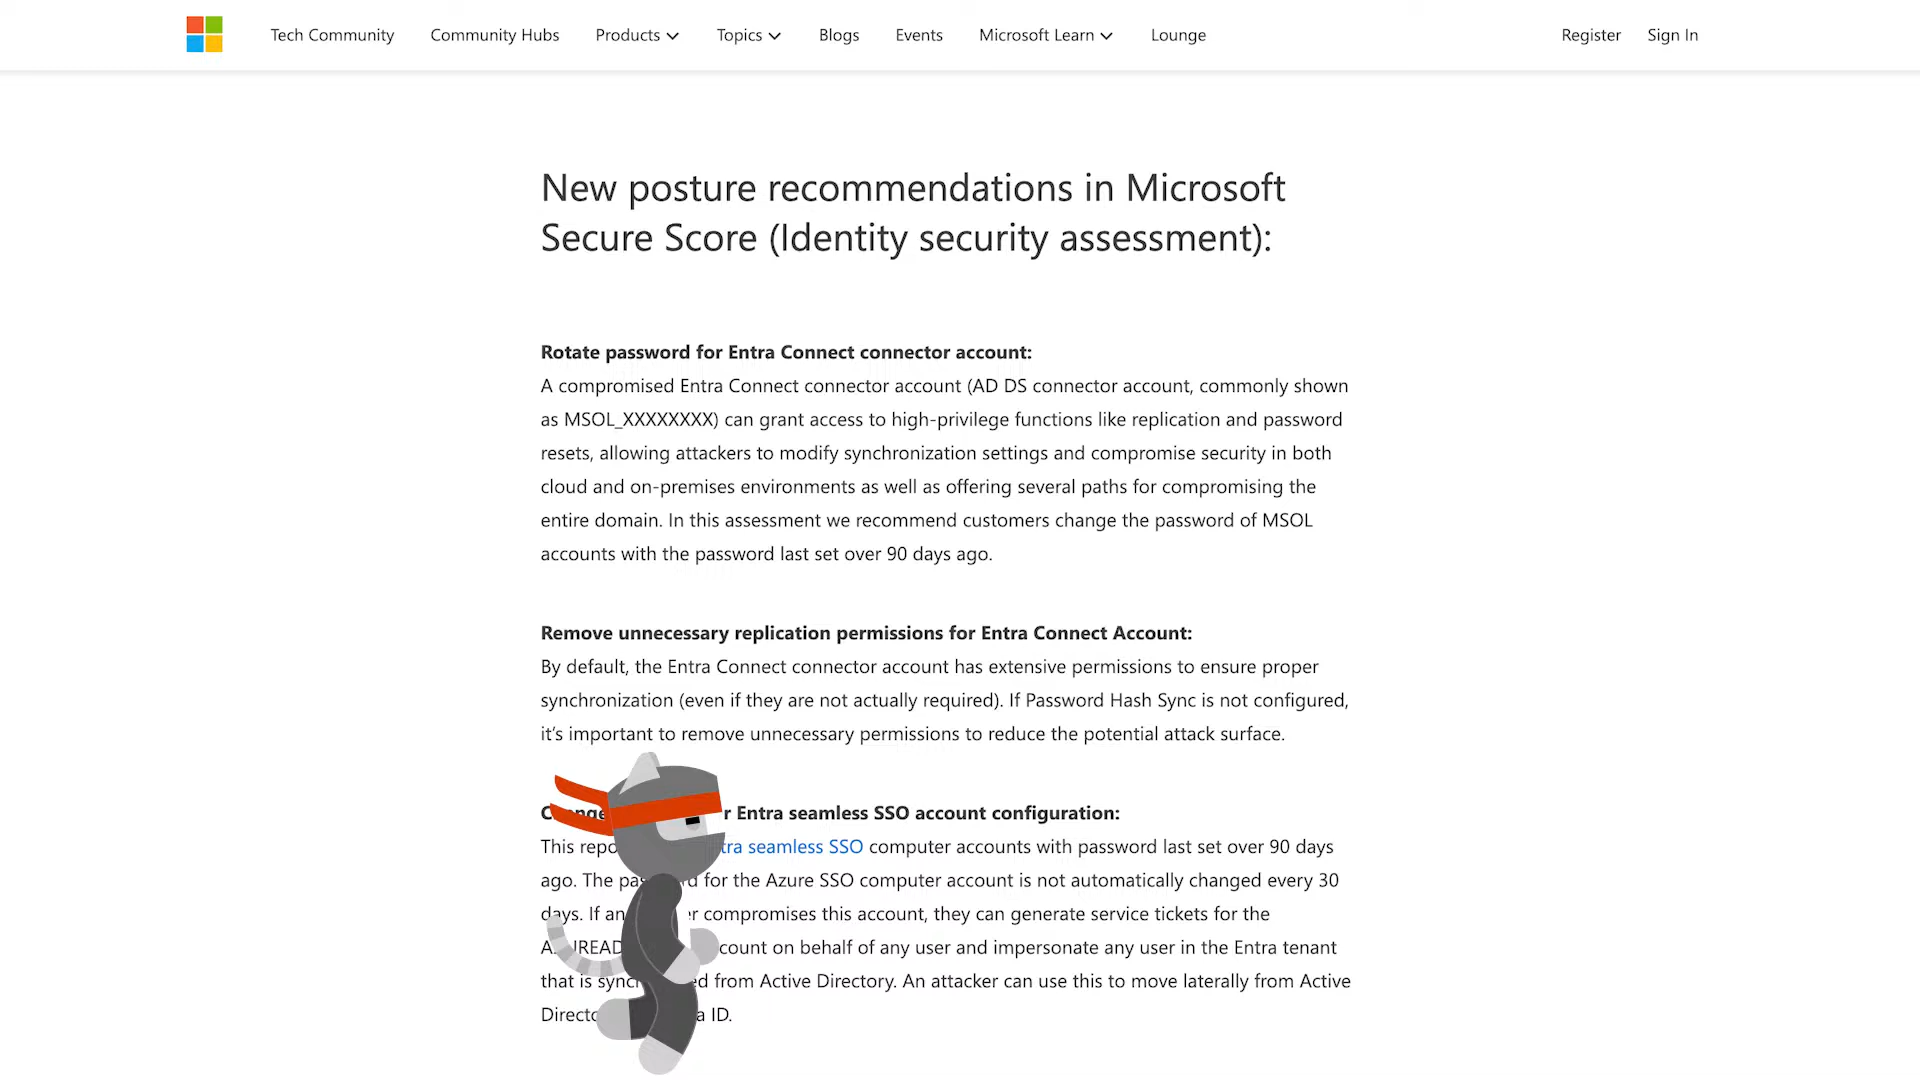 Tech Community Community Hubs Products Topics Blogs Events Microsoft Learn Lounge Register Sign In
New posture recommendations in Microsoft
Secure Score (Identity security assessment):
Rotate password for Entra Connect connector account:
A compromised Entra Connect connector account (AD DS connector account, commonly shown
as MSOL_XXXXXXXX) can grant access to high-privilege functions like replication and password
resets, allowing attackers to modify synchronization settings and compromise security in both
cloud and on-premises environments as well as offering several paths for compromising the
entire domain. In this assessment we recommend customers change the password of MSOL
accounts with the password last set over 90 days ago.
Remove unnecessary replication permissions for Entra Connect Account:
By default, the Entra Connect connector account has extensive permissions to ensure proper
synchronization (even if they are not actually required). If Password Hash Sync is not configured,
it's important to remove unnecessary permissions to reduce the potential attack surface.
Entra seamless SSO account configuration:
This seamless SSO computer accounts with password last set over 90 days
ago. The for the Azure SSO computer account is not automatically changed every 30
days. If compromises this account, they can generate service tickets for the
on behalf of any user and impersonate any user in the Entra tenant
that is from Active Directory. An attacker can use this to move laterally from Active
ID.